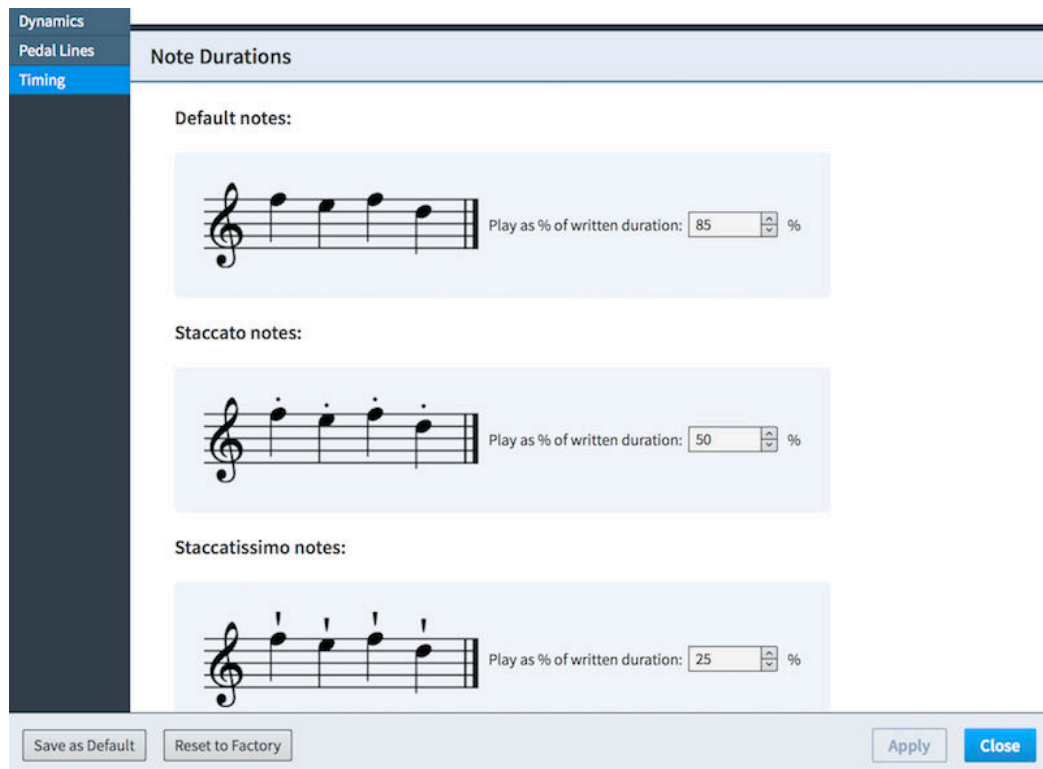 Dynamics
Pedal Lines
Timing
Note Durations
Default notes:
Play as % of written duration: 85 %
Staccato notes:
Play as % of written duration: 50 %
Staccatissimo notes:
Play as % of written duration: 25 %
Save as Default
Reset to Factory
Apply
Close